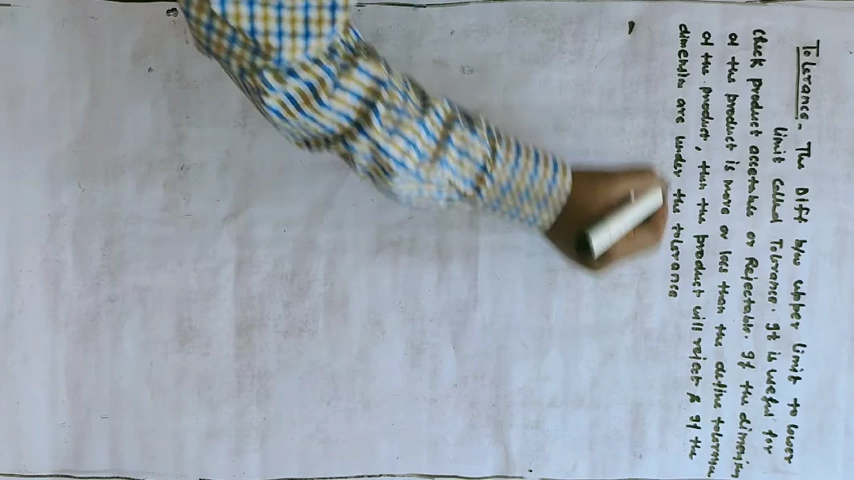 Tolerance - The Diff b/w upper limit to lower
limit called Tolerance. It is useful for
check product accetable or Rejectable. If the dimension
of the product is more or less than the define tolerance
of the product, then the product will reject & If the
dimension are under the tolerance